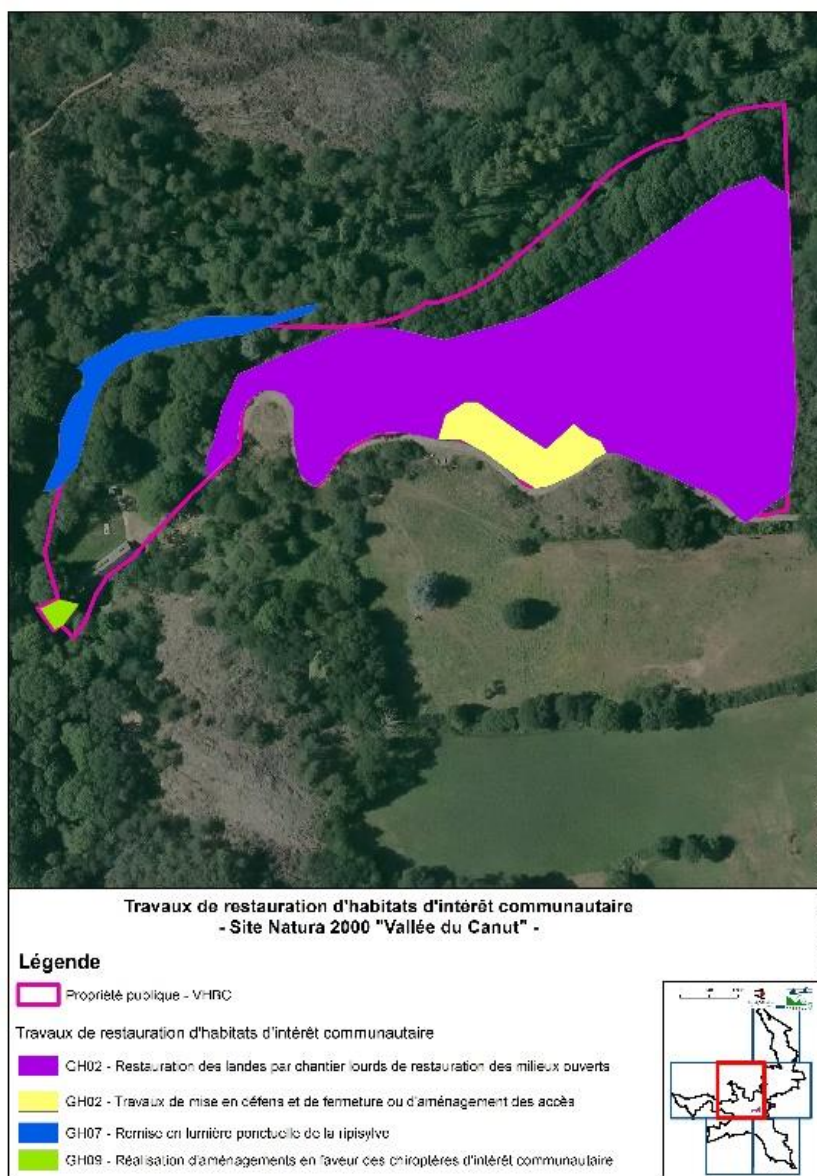 Travaux de restauration d'habitats d'intérêt communautaire
- Site Natura 2000 "Vallée du Canut" -
Légende
Propriété publique - VHBC
Travaux de restauration d'habitats d'intérêt communautaire
GH02 - Restauration des landes par chantier lourds de restauration des milieux ouverts
GH02 - Travaux de mise en défens et de fermeture ou d'aménagement des accès
GH07 - Remise en lumière ponctuelle de la ripisylve
GH09 - Réalisation d'aménagements en faveur des chiroptères d'intérêt communautaire